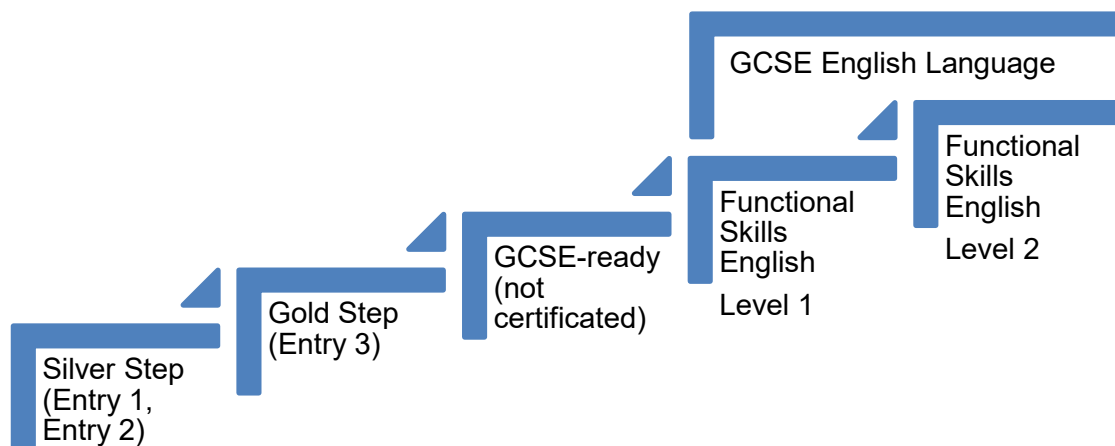 GCSE English Language
Functional
Skills
English
Level 2
Functional
Skills
English
Level 1
GCSE-ready
(not
certificated)
Gold Step
(Entry 3)
Silver Step
(Entry 1,
Entry 2)